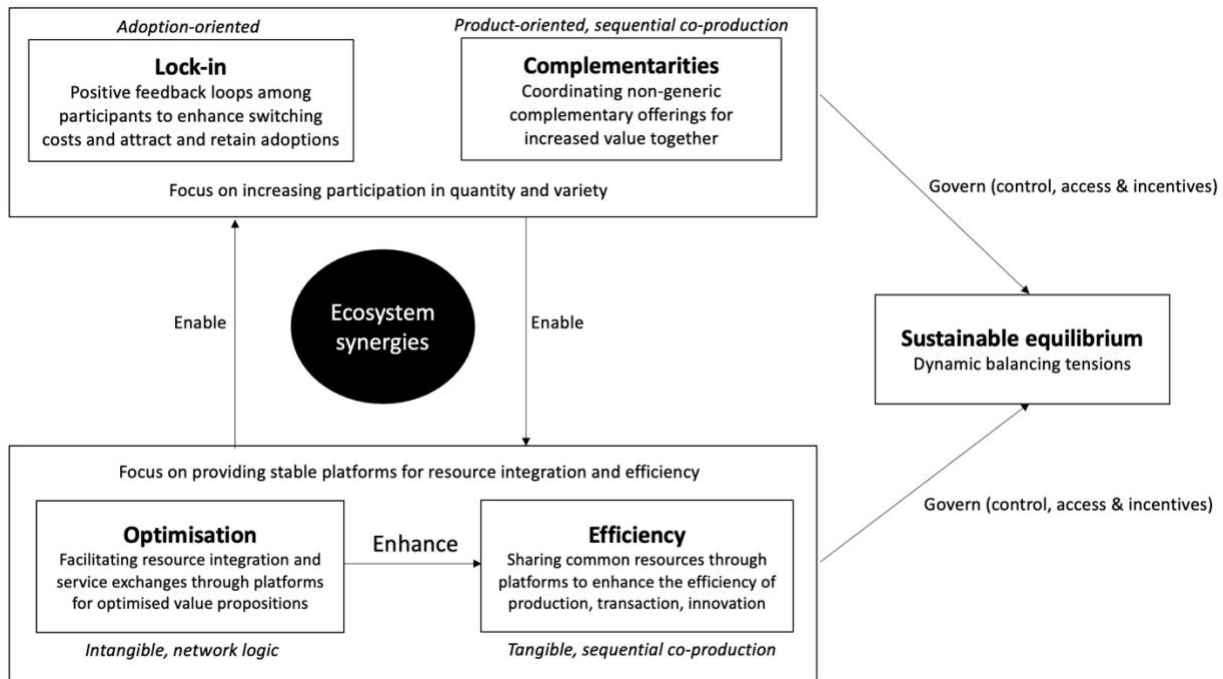 Adoption-oriented
Product-oriented, sequential co-production
Lock-in
Positive feedback loops among
participants to enhance switching
costs and attract and retain adoptions
Complementarities
Coordinating non-generic
complementary offerings for
increased value together
Focus on increasing participation in quantity and variety
Govern (control, access & incentives)
Enable
Ecosystem
synergies
Enable
Sustainable equilibrium
Dynamic balancing tensions
Focus on providing stable platforms for resource integration and efficiency
Govern (control, access & incentives)
Optimisation
Facilitating resource integration and
service exchanges through platforms
for optimised value propositions
Enhance
Efficiency
Sharing common resources through
platforms to enhance the efficiency of
production, transaction, innovation
Intangible, network logic
Tangible, sequential co-production